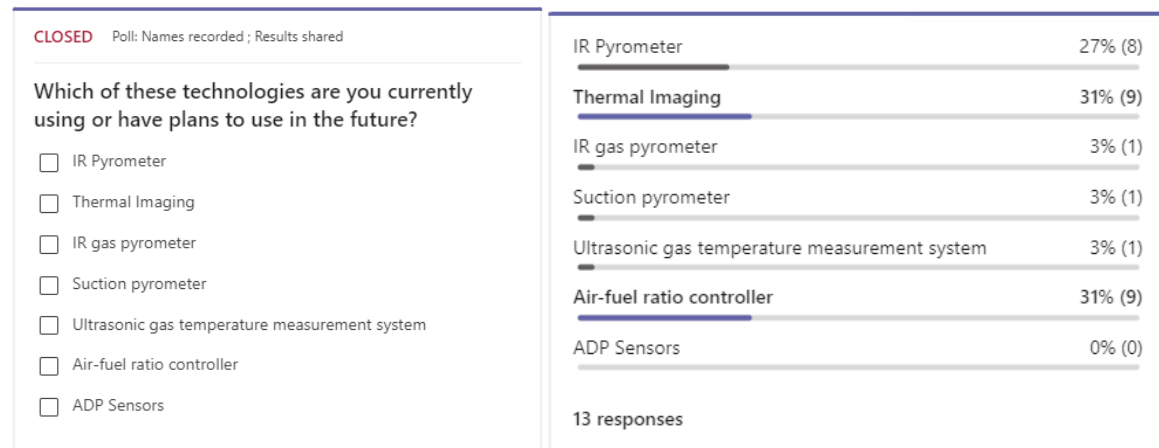 CLOSED Poll: Names recorded ; Results shared
Which of these technologies are you currently
using or have plans to use in the future?
IR Pyrometer
Thermal Imaging
IR gas pyrometer
Suction pyrometer
Ultrasonic gas temperature measurement system
Air-fuel ratio controller
ADP Sensors
IR Pyrometer 27% (8)
Thermal Imaging 31% (9)
IR gas pyrometer 3% (1)
Suction pyrometer 3% (1)
Ultrasonic gas temperature measurement system 3% (1)
Air-fuel ratio controller 31% (9)
ADP Sensors 0% (0)
13 responses